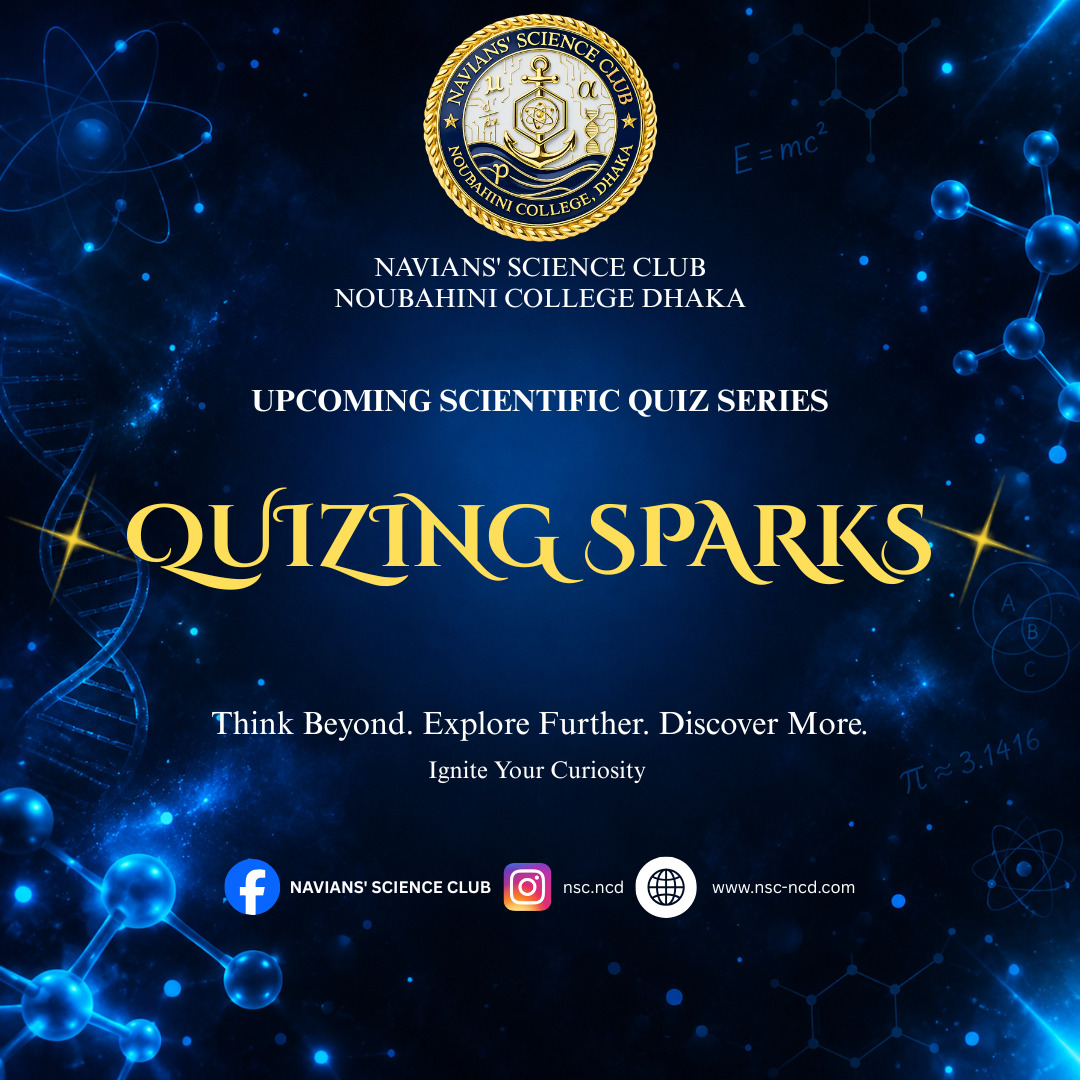 NAVIANS' SCIENCE CLUB
μ
α
p
NOUBAHINI COLLEGE, DHAKA
E = mc²
NAVIANS' SCIENCE CLUB
NOUBAHINI COLLEGE DHAKA
UPCOMING SCIENTIFIC QUIZ SERIES
QUIZING SPARKS
A
B
C
Think Beyond. Explore Further. Discover More.
Ignite Your Curiosity
π ≈ 3.1416
NAVIANS' SCIENCE CLUB nsc.ncd www.nsc-ncd.com